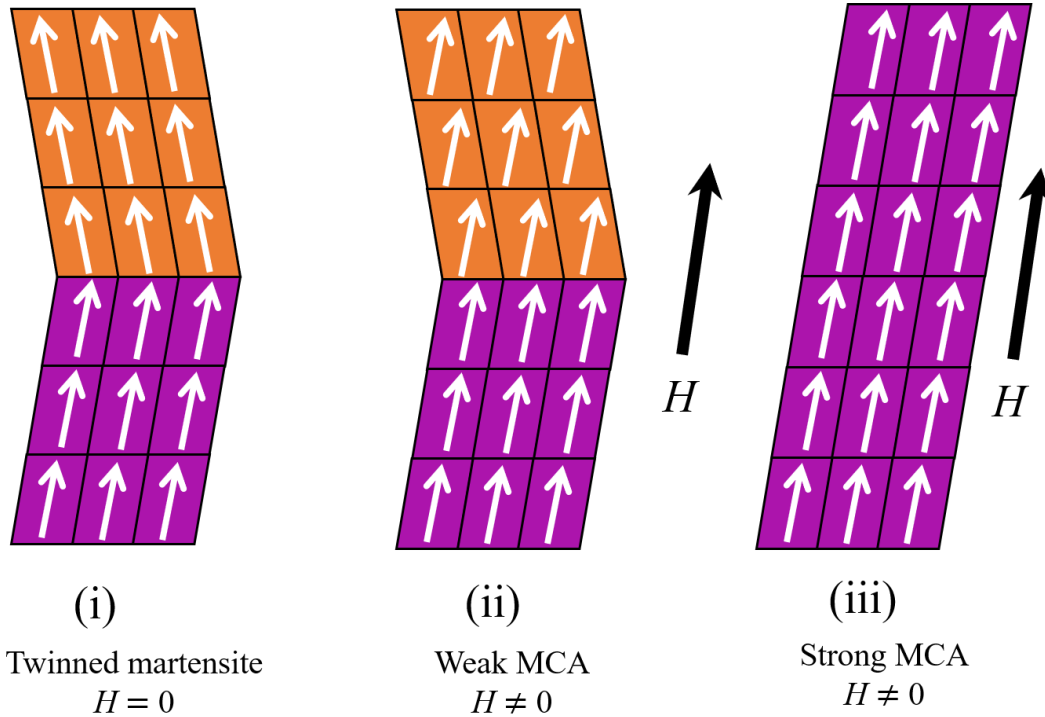 H
H
(i)
Twinned martensite
H = 0
(ii)
Weak MCA
H ≠ 0
(iii)
Strong MCA
H ≠ 0